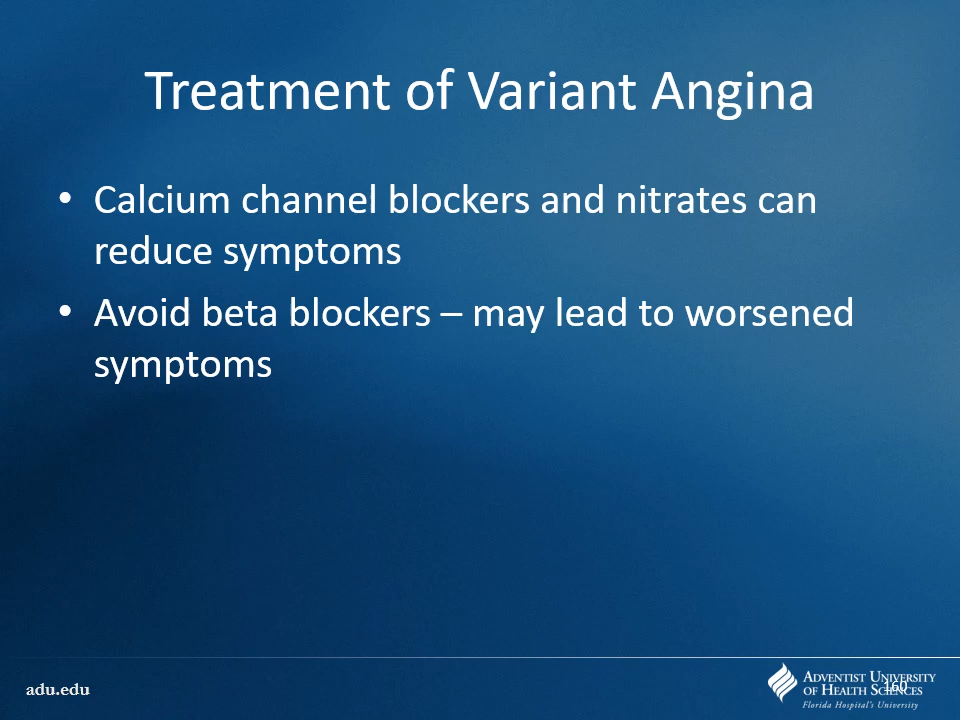 Treatment of Variant Angina
• Calcium channel blockers and nitrates can
reduce symptoms
• Avoid beta blockers – may lead to worsened
symptoms
adu.edu
ADVENTIST UNIVERSITY
OF HEALTH SCIENCES
160
Florida Hospital's University